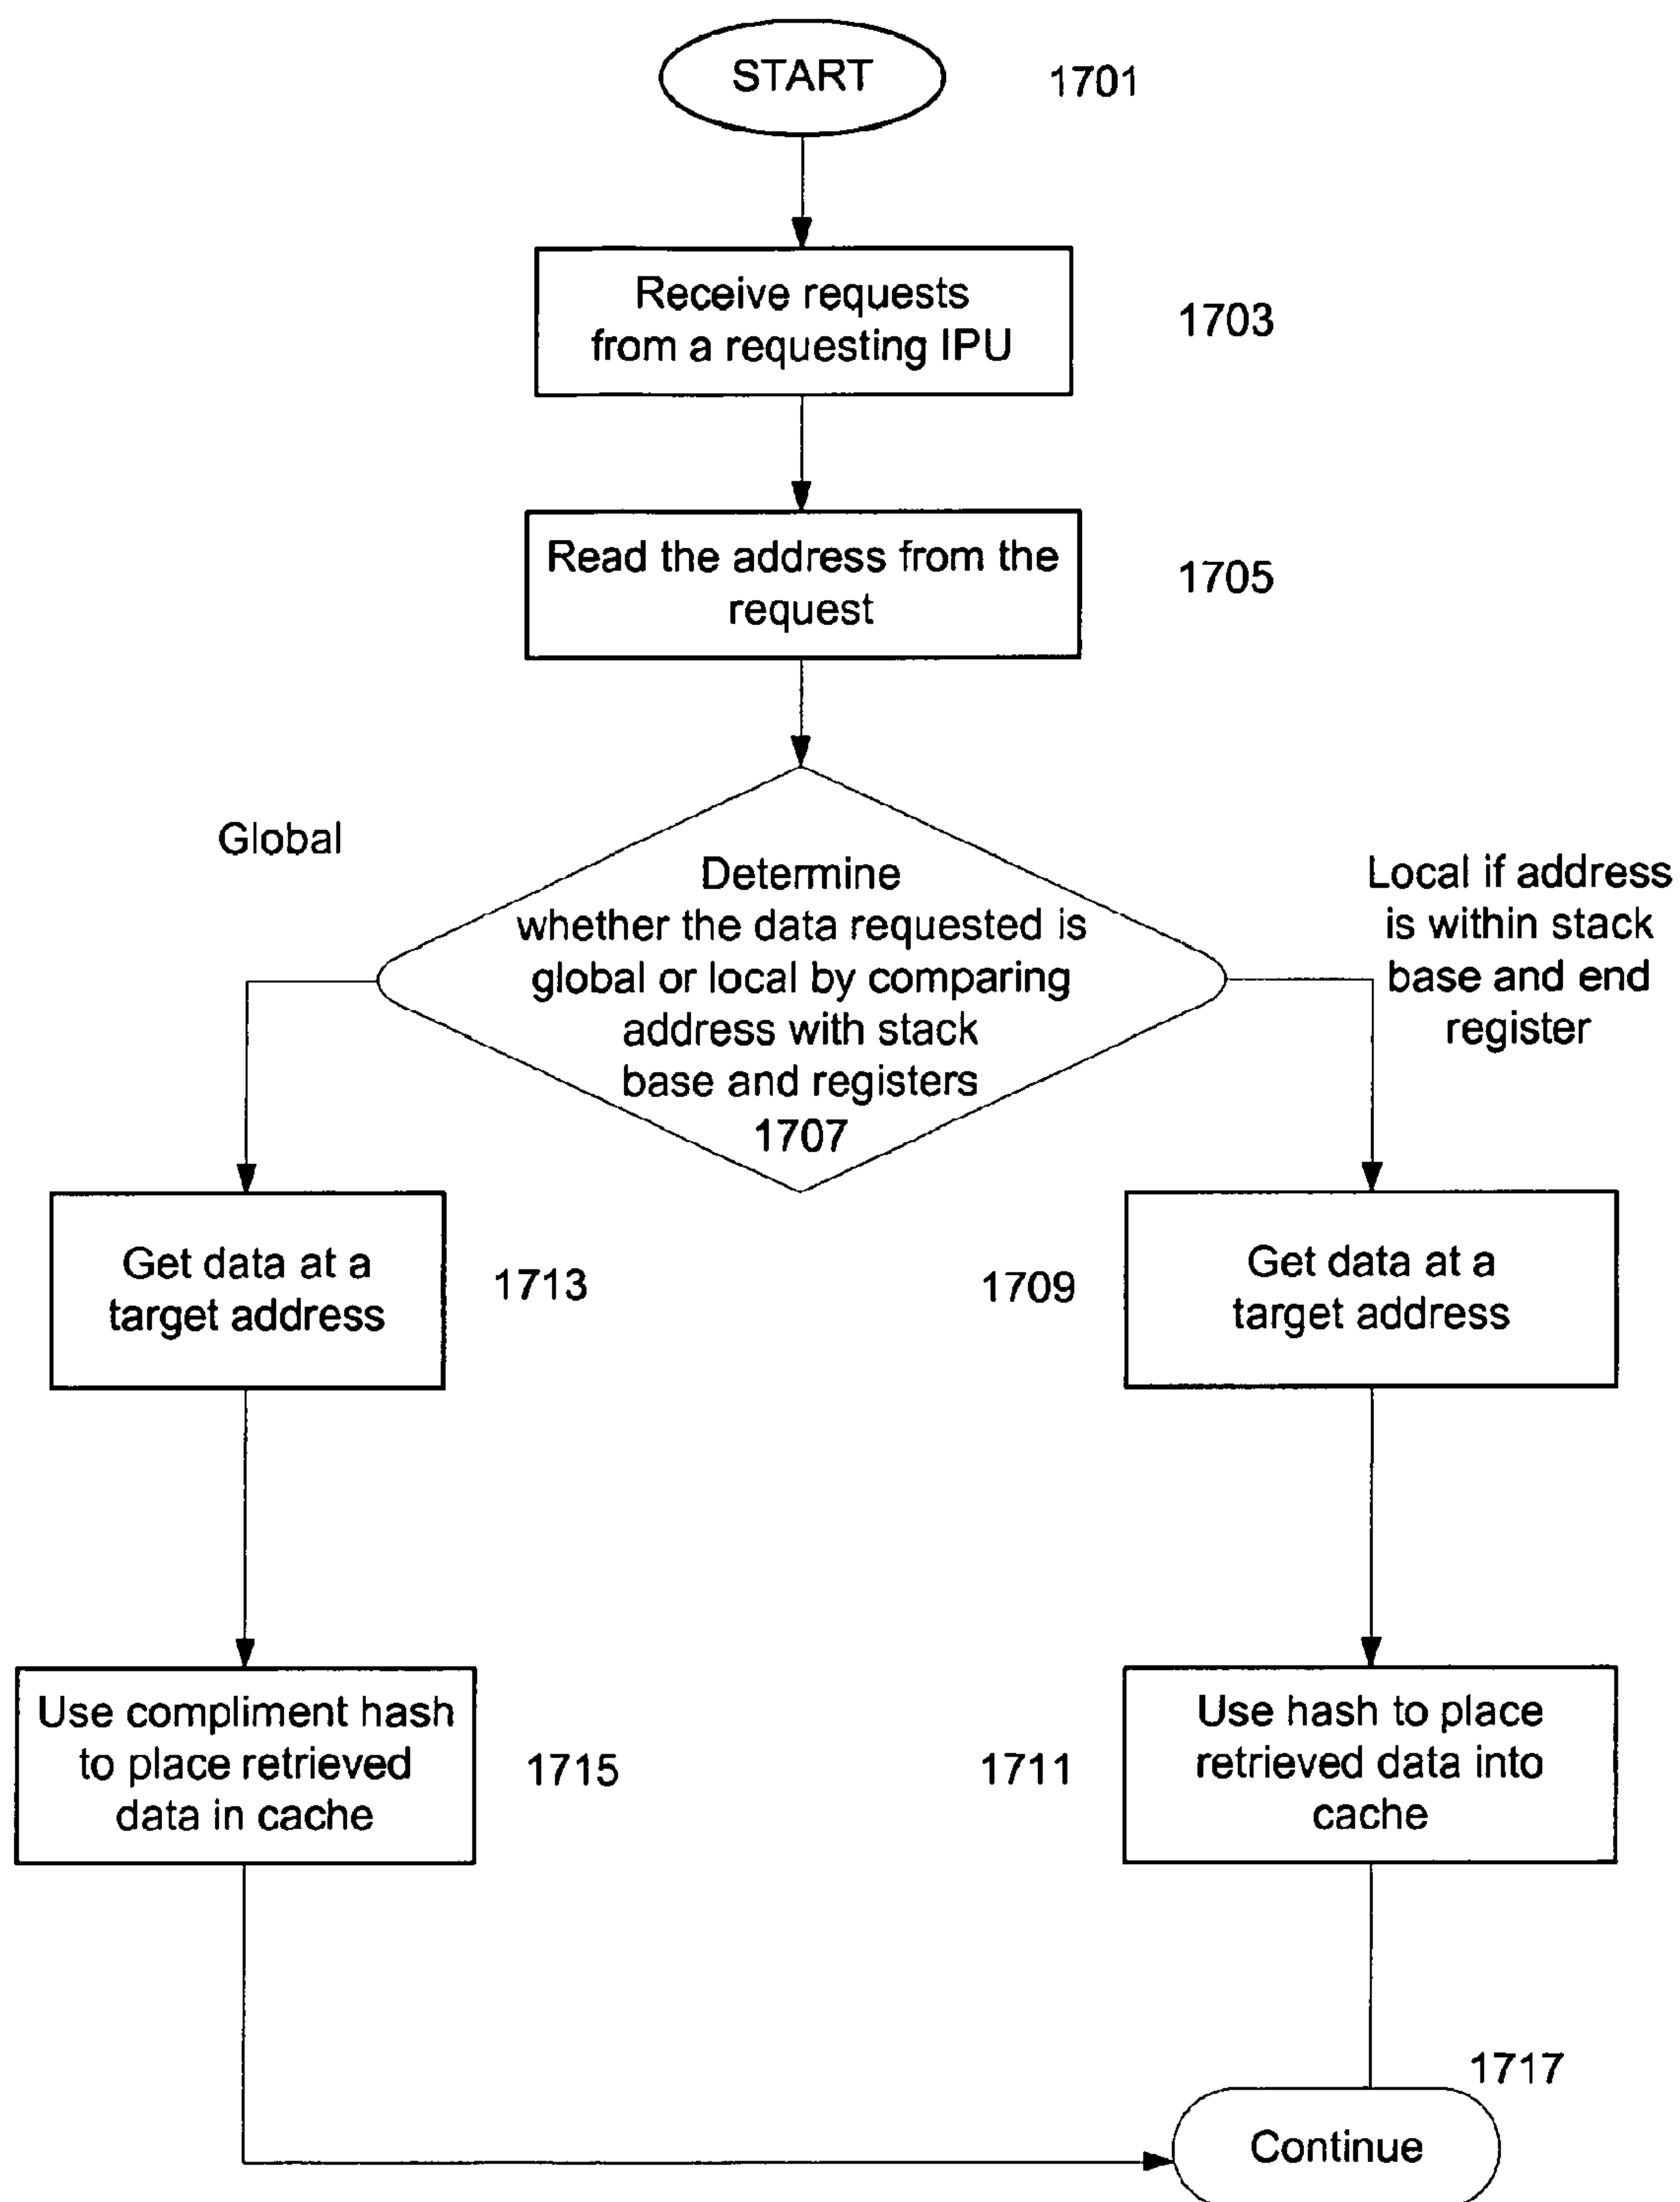 START
1701
Receive requests
from a requesting IPU
1703
Read the address from the
request
1705
Global
Determine
whether the data requested is
global or local by comparing
address with stack
base and registers
1707
Local if address
is within stack
base and end
register
Get data at a
target address
1713
1709
Get data at a
target address
Use compliment hash
to place retrieved
data in cache
1715
1711
Use hash to place
retrieved data into
cache
1717
Continue